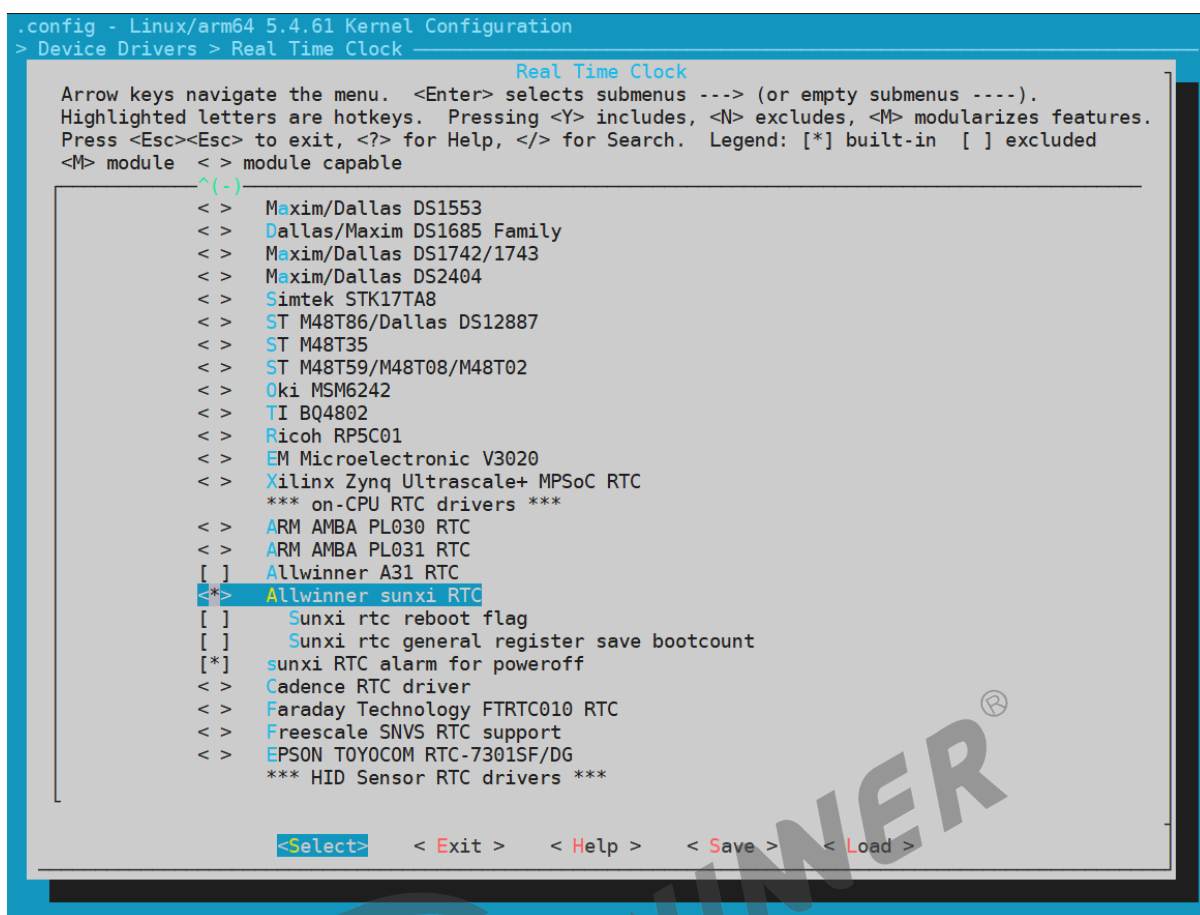 .config - Linux/arm64 5.4.61 Kernel Configuration
> Device Drivers > Real Time Clock
Real Time Clock
Arrow keys navigate the menu.  <Enter> selects submenus ---> (or empty submenus ----).
Highlighted letters are hotkeys.  Pressing <Y> includes, <N> excludes, <M> modularizes features.
Press <Esc><Esc> to exit, <?> for Help, </> for Search.  Legend: [*] built-in  [ ] excluded
<M> module  < > module capable
^(-)
< >   Maxim/Dallas DS1553
< >   Dallas/Maxim DS1685 Family
< >   Maxim/Dallas DS1742/1743
< >   Maxim/Dallas DS2404
< >   Simtek STK17TA8
< >   ST M48T86/Dallas DS12887
< >   ST M48T35
< >   ST M48T59/M48T08/M48T02
< >   Oki MSM6242
< >   TI BQ4802
< >   Ricoh RP5C01
< >   EM Microelectronic V3020
< >   Xilinx Zynq Ultrascale+ MPSoC RTC
*** on-CPU RTC drivers ***
< >   ARM AMBA PL030 RTC
< >   ARM AMBA PL031 RTC
[ ]   Allwinner A31 RTC
<*>   Allwinner sunxi RTC
[ ]     Sunxi rtc reboot flag
[ ]     Sunxi rtc general register save bootcount
[*]   sunxi RTC alarm for poweroff
< >   Cadence RTC driver
< >   Faraday Technology FTRTC010 RTC
< >   Freescale SNVS RTC support
< >   EPSON TOYOCOM RTC-7301SF/DG
*** HID Sensor RTC drivers ***
<Select>    < Exit >    < Help >    < Save >    < Load >